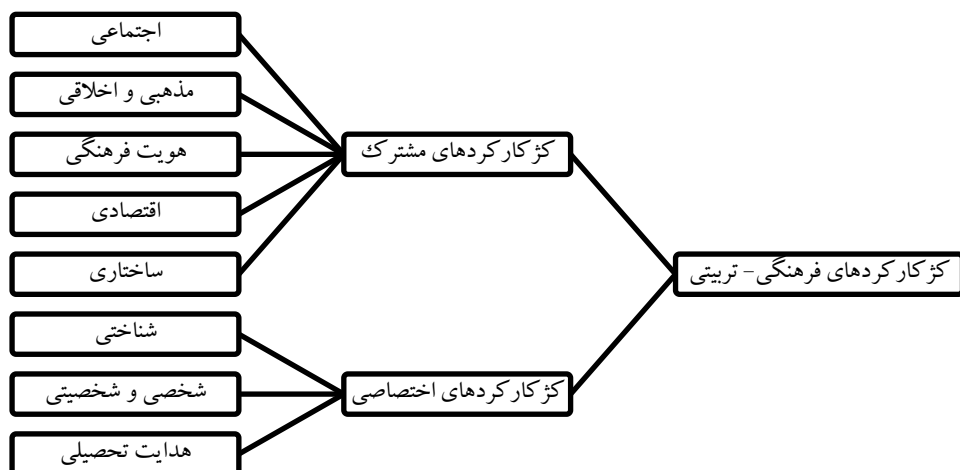 کژکارکردهای فرهنگی- تربیتی
کژکارکردهای مشترک
اجتماعی
مذهبی و اخلاقی
هویت فرهنگی
اقتصادی
ساختاری
کژکارکردهای اختصاصی
شناختی
شخصی و شخصیتی
هدایت تحصیلی